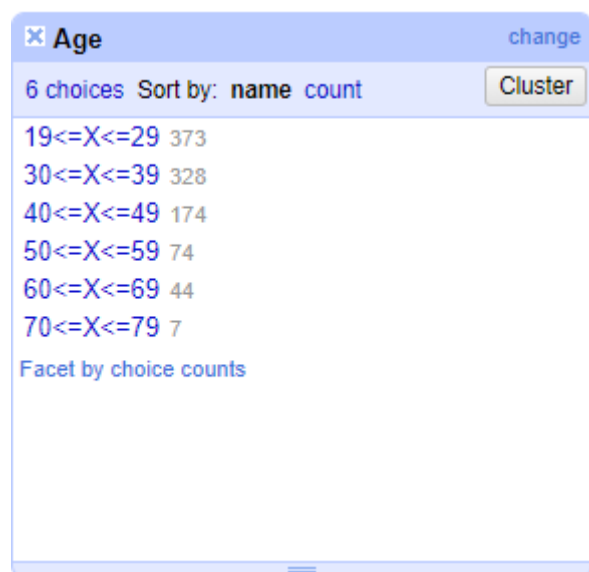 Age change
6 choices Sort by: name count Cluster
19<=X<=29 373
30<=X<=39 328
40<=X<=49 174
50<=X<=59 74
60<=X<=69 44
70<=X<=79 7
Facet by choice counts